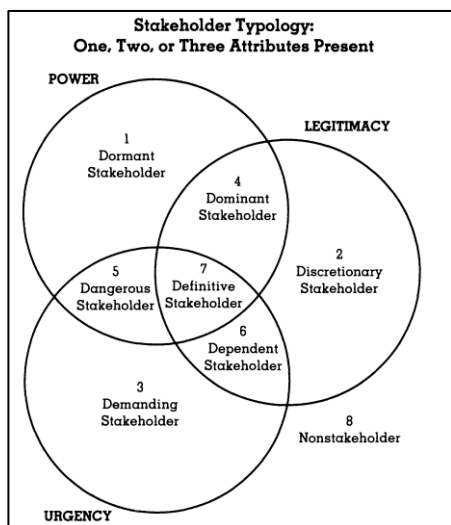 Stakeholder Typology:
One, Two, or Three Attributes Present
POWER
1
Dormant
Stakeholder
LEGITIMACY
4
Dominant
Stakeholder
2
Discretionary
Stakeholder
5
Dangerous
Stakeholder
7
Definitive
Stakeholder
6
Dependent
Stakeholder
3
Demanding
Stakeholder
8
Nonstakeholder
URGENCY